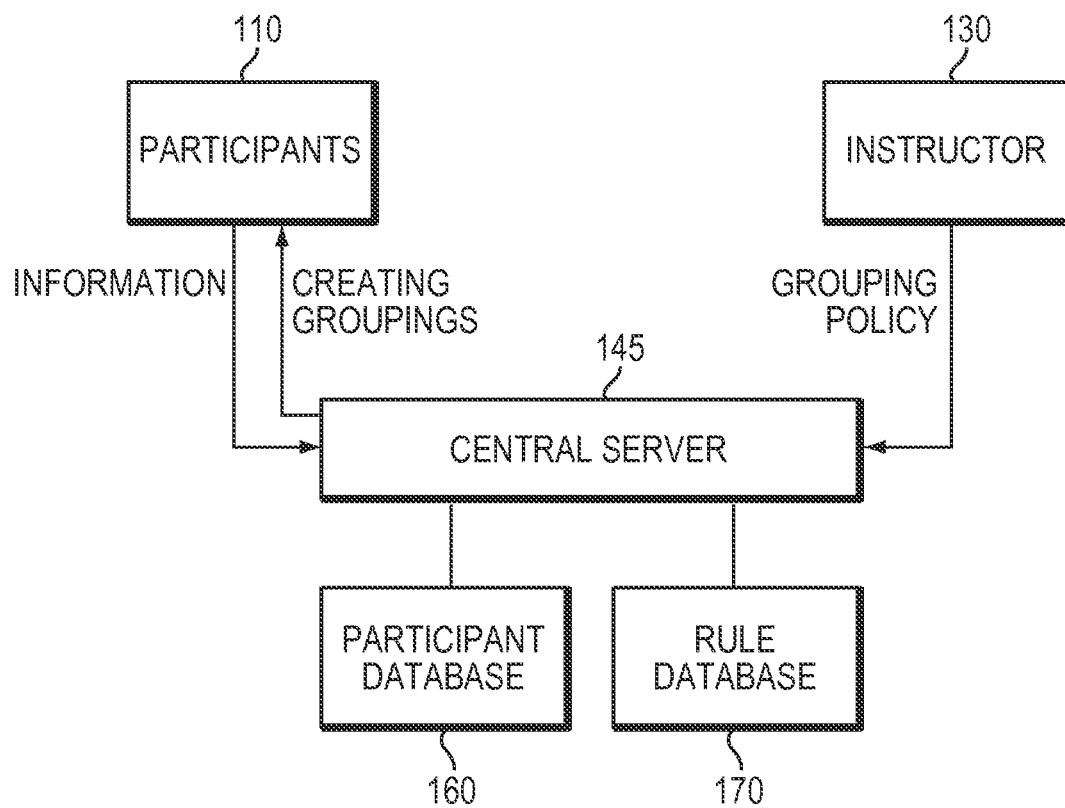 110
130
PARTICIPANTS
INSTRUCTOR
INFORMATION
CREATING
GROUPINGS
GROUPING
POLICY
145
CENTRAL SERVER
PARTICIPANT
DATABASE
RULE
DATABASE
160
170